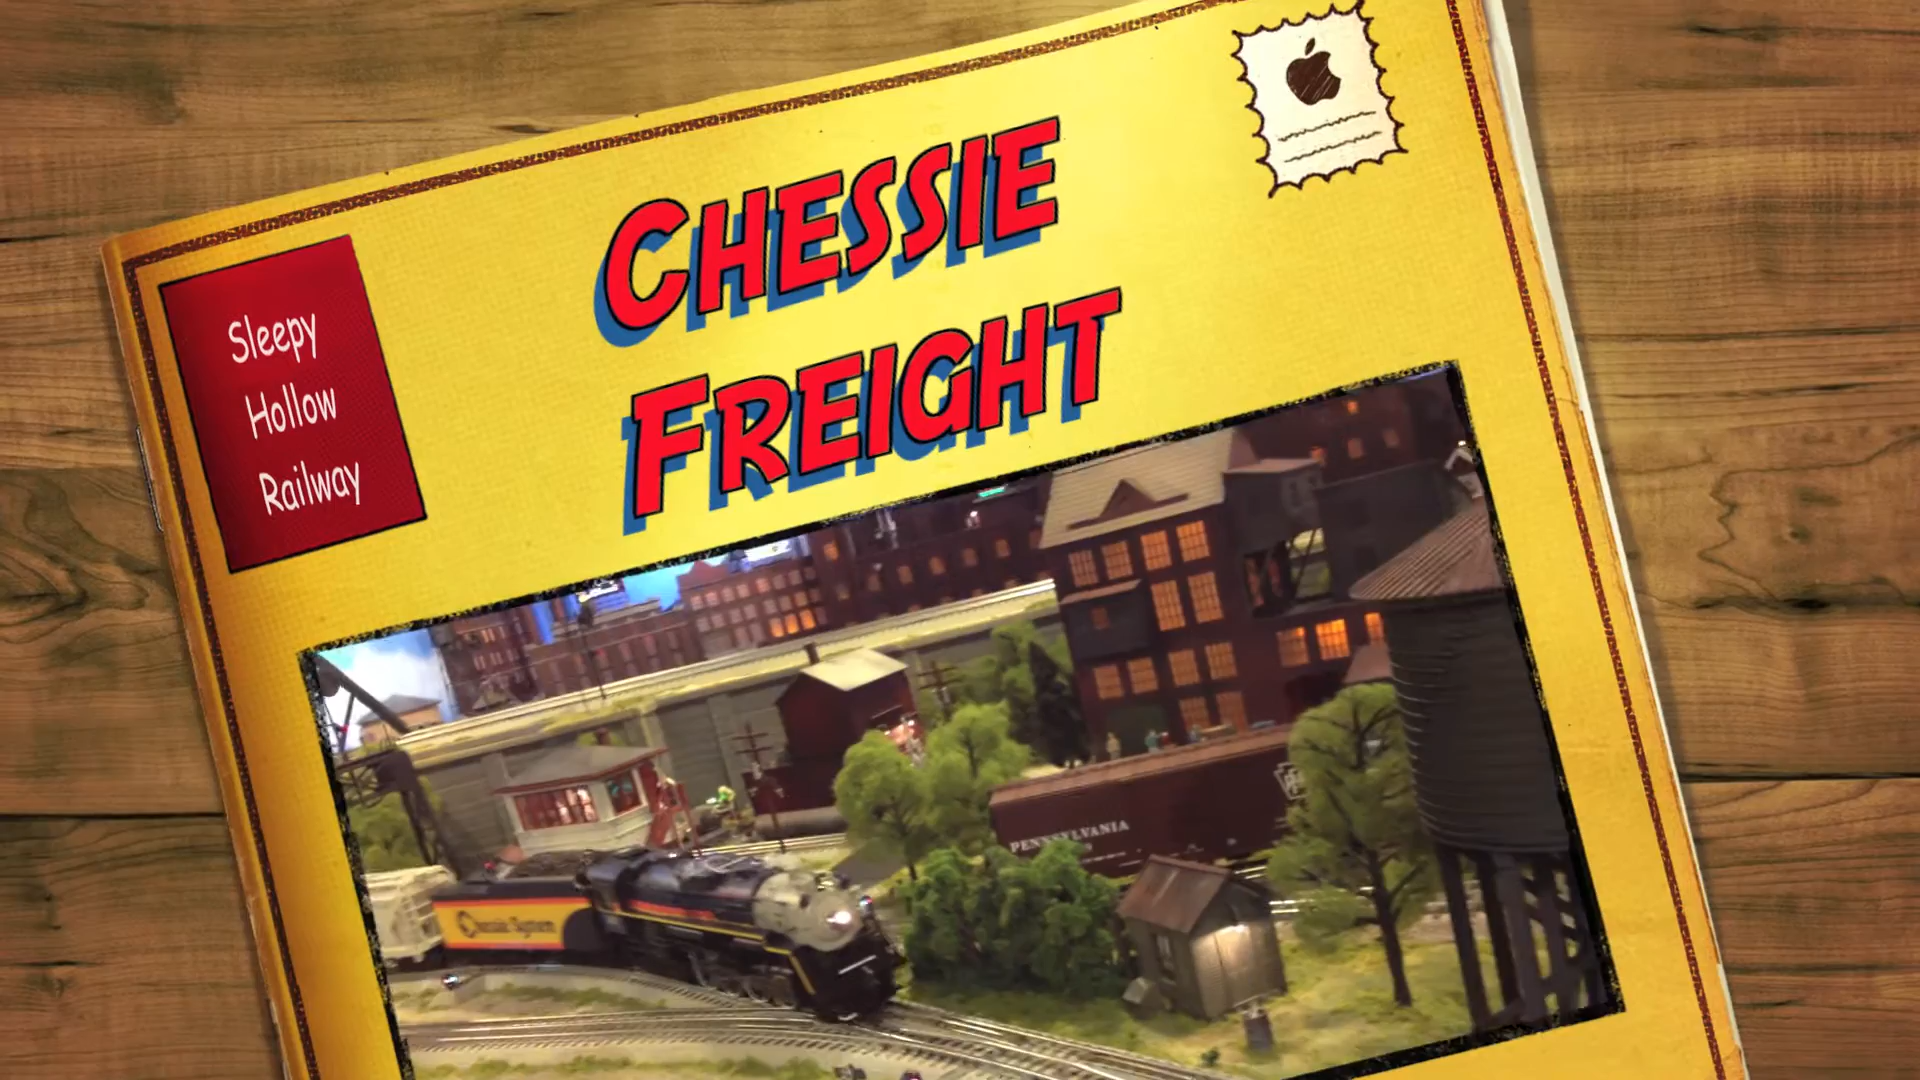 Sleepy
Hollow
Railway
CHESSIE
FREIGHT
PENNSYLVANIA
Chessie System